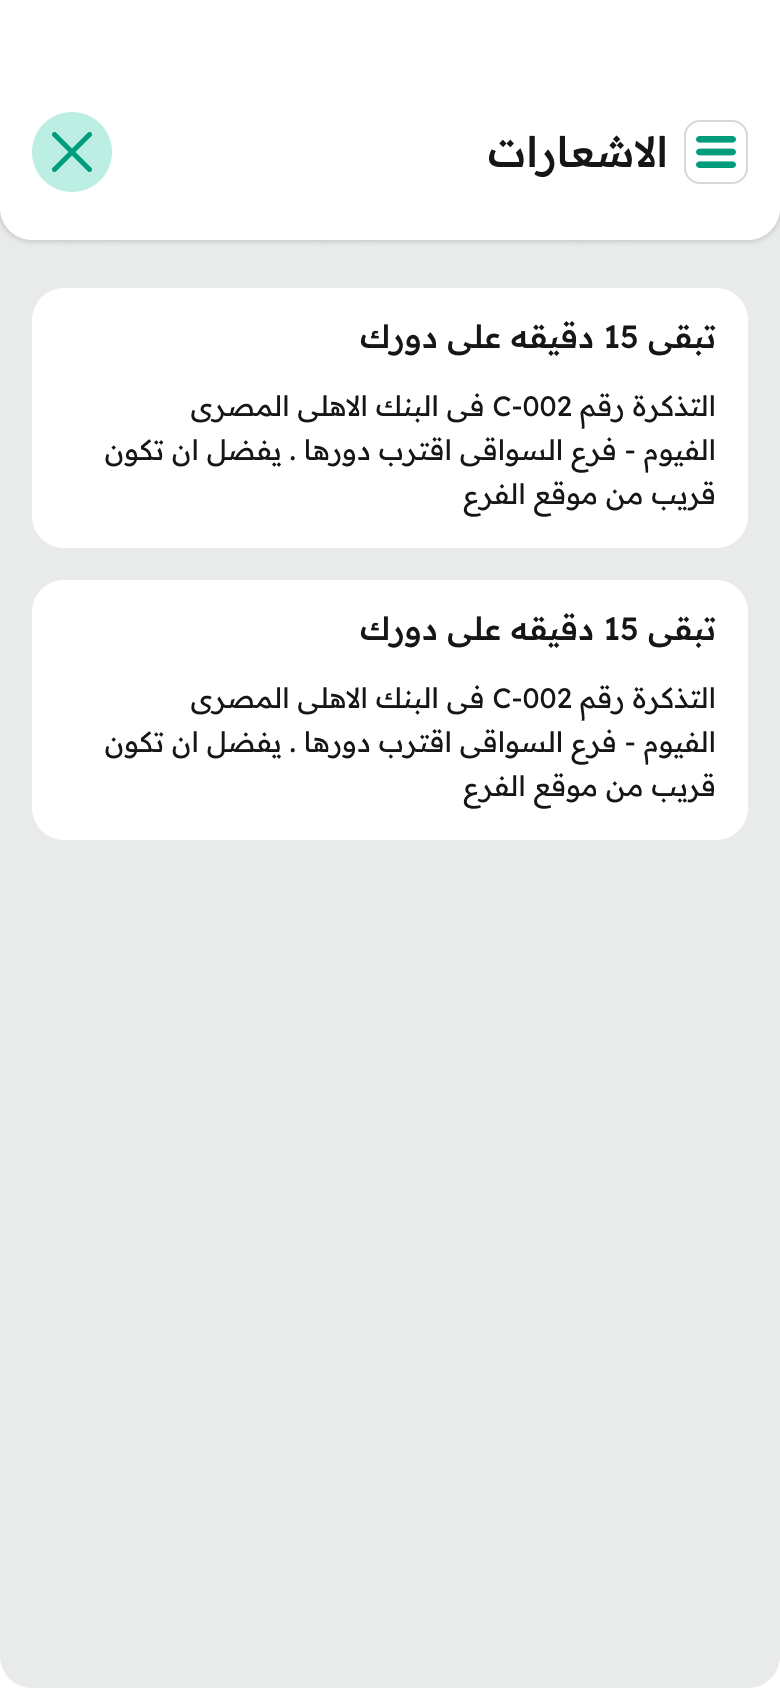 الاشعارات
تبقى 15 دقيقه على دورك
التذكرة رقم C-002 فى البنك الاهلى المصرى
الفيوم - فرع السواقى اقترب دورها . يفضل ان تكون
قريب من موقع الفرع
تبقى 15 دقيقه على دورك
التذكرة رقم C-002 فى البنك الاهلى المصرى
الفيوم - فرع السواقى اقترب دورها . يفضل ان تكون
قريب من موقع الفرع